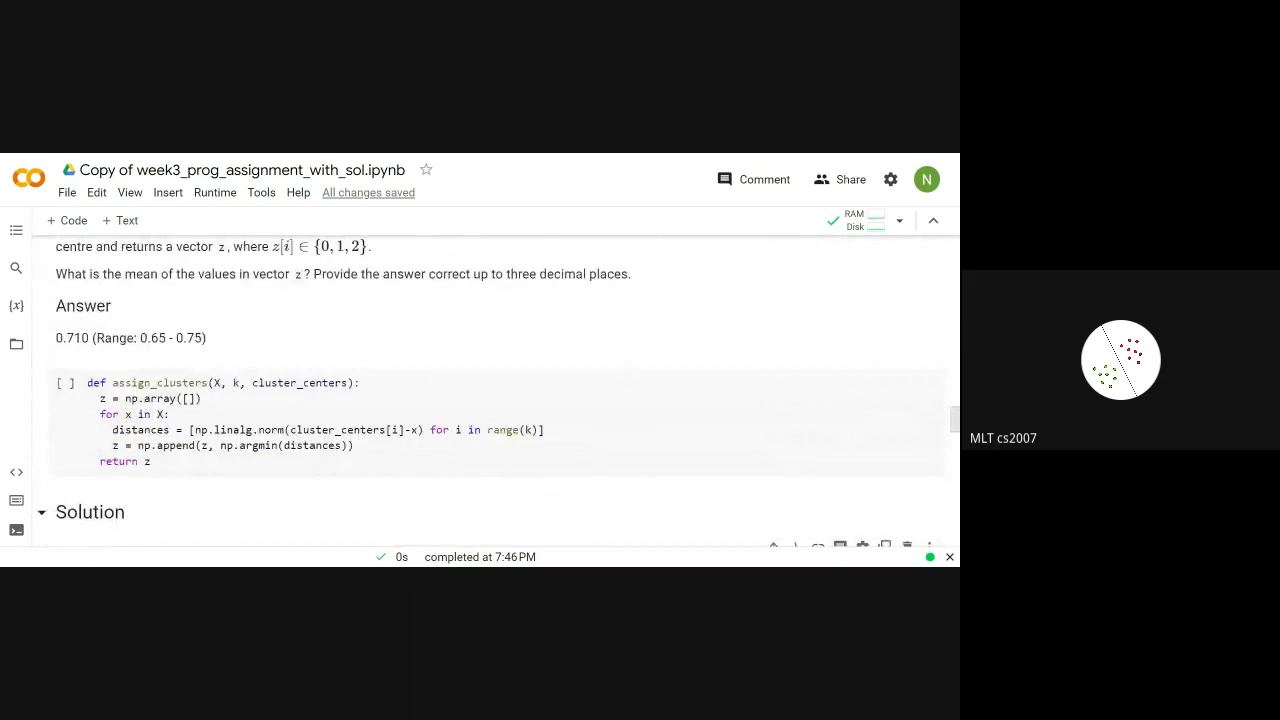 Copy of week3_prog_assignment_with_sol.ipynb
File Edit View Insert Runtime Tools Help All changes saved
Comment Share N
+ Code + Text
RAM
Disk
centre and returns a vector z, where z[i] ∈ {0, 1, 2}.
What is the mean of the values in vector z? Provide the answer correct up to three decimal places.
Answer
0.710 (Range: 0.65 - 0.75)
[ ] def assign_clusters(X, k, cluster_centers):
z = np.array([])
for x in X:
distances = [np.linalg.norm(cluster_centers[i]-x) for i in range(k)]
z = np.append(z, np.argmin(distances))
return z
Solution
0s completed at 7:46 PM
MLT cs2007